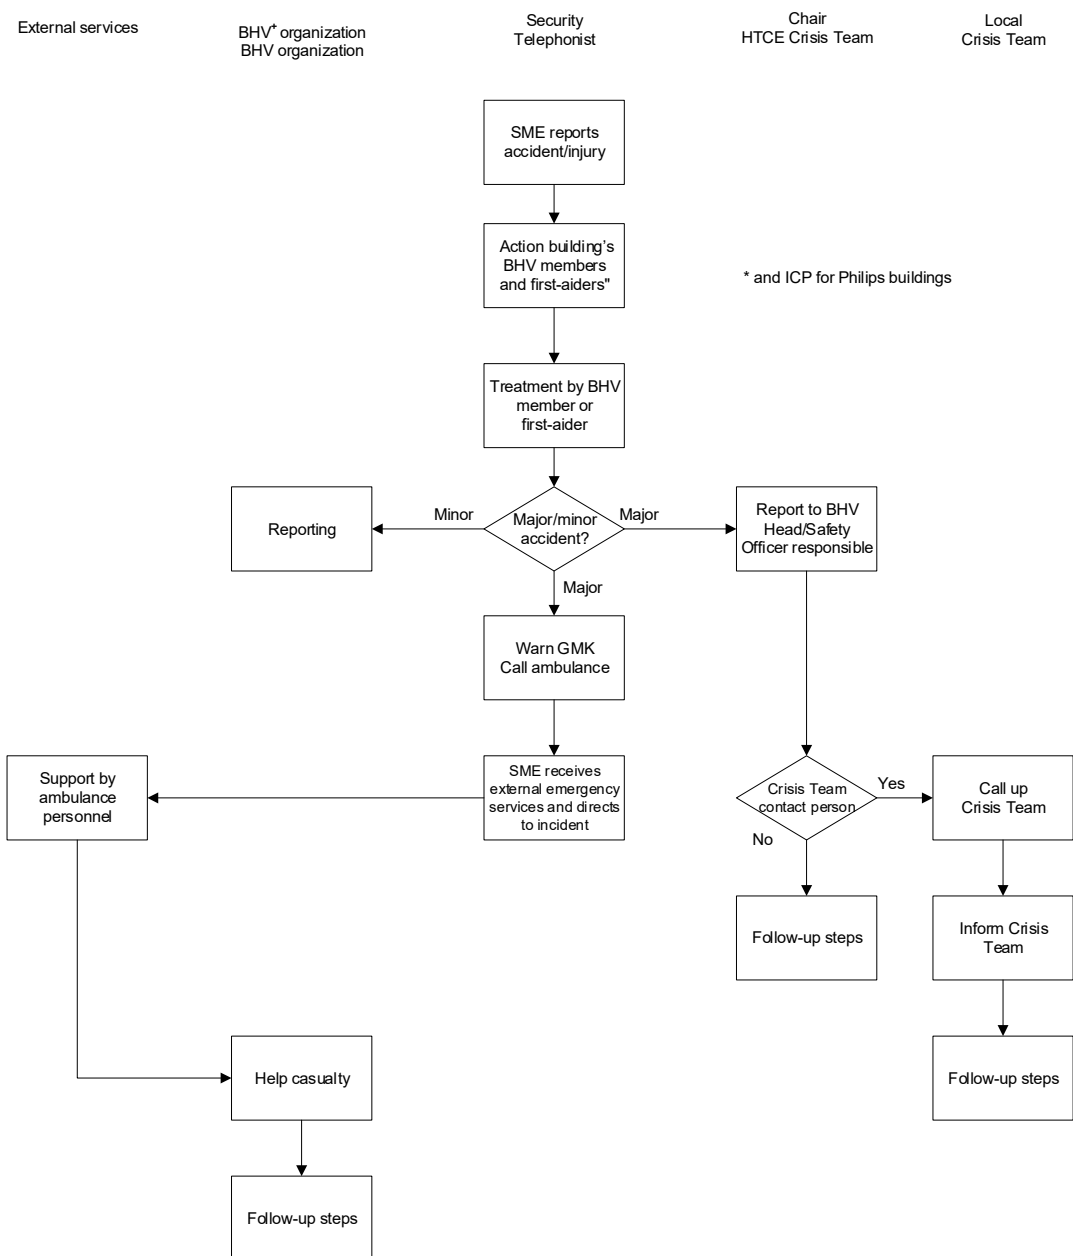 External services
BHV+ organization
BHV organization
Security
Telephonist
Chair
HTCE Crisis Team
Local
Crisis Team
SME reports
accident/injury
Action building’s
BHV members
and first-aiders"
* and ICP for Philips buildings
Treatment by BHV
member or
first-aider
Reporting
Minor
Major/minor
accident?
Major
Report to BHV
Head/Safety
Officer responsible
Major
Warn GMK
Call ambulance
Support by
ambulance
personnel
SME receives
external emergency
services and directs
to incident
Crisis Team
contact person
Yes
Call up
Crisis Team
No
Follow-up steps
Inform Crisis
Team
Help casualty
Follow-up steps
Follow-up steps